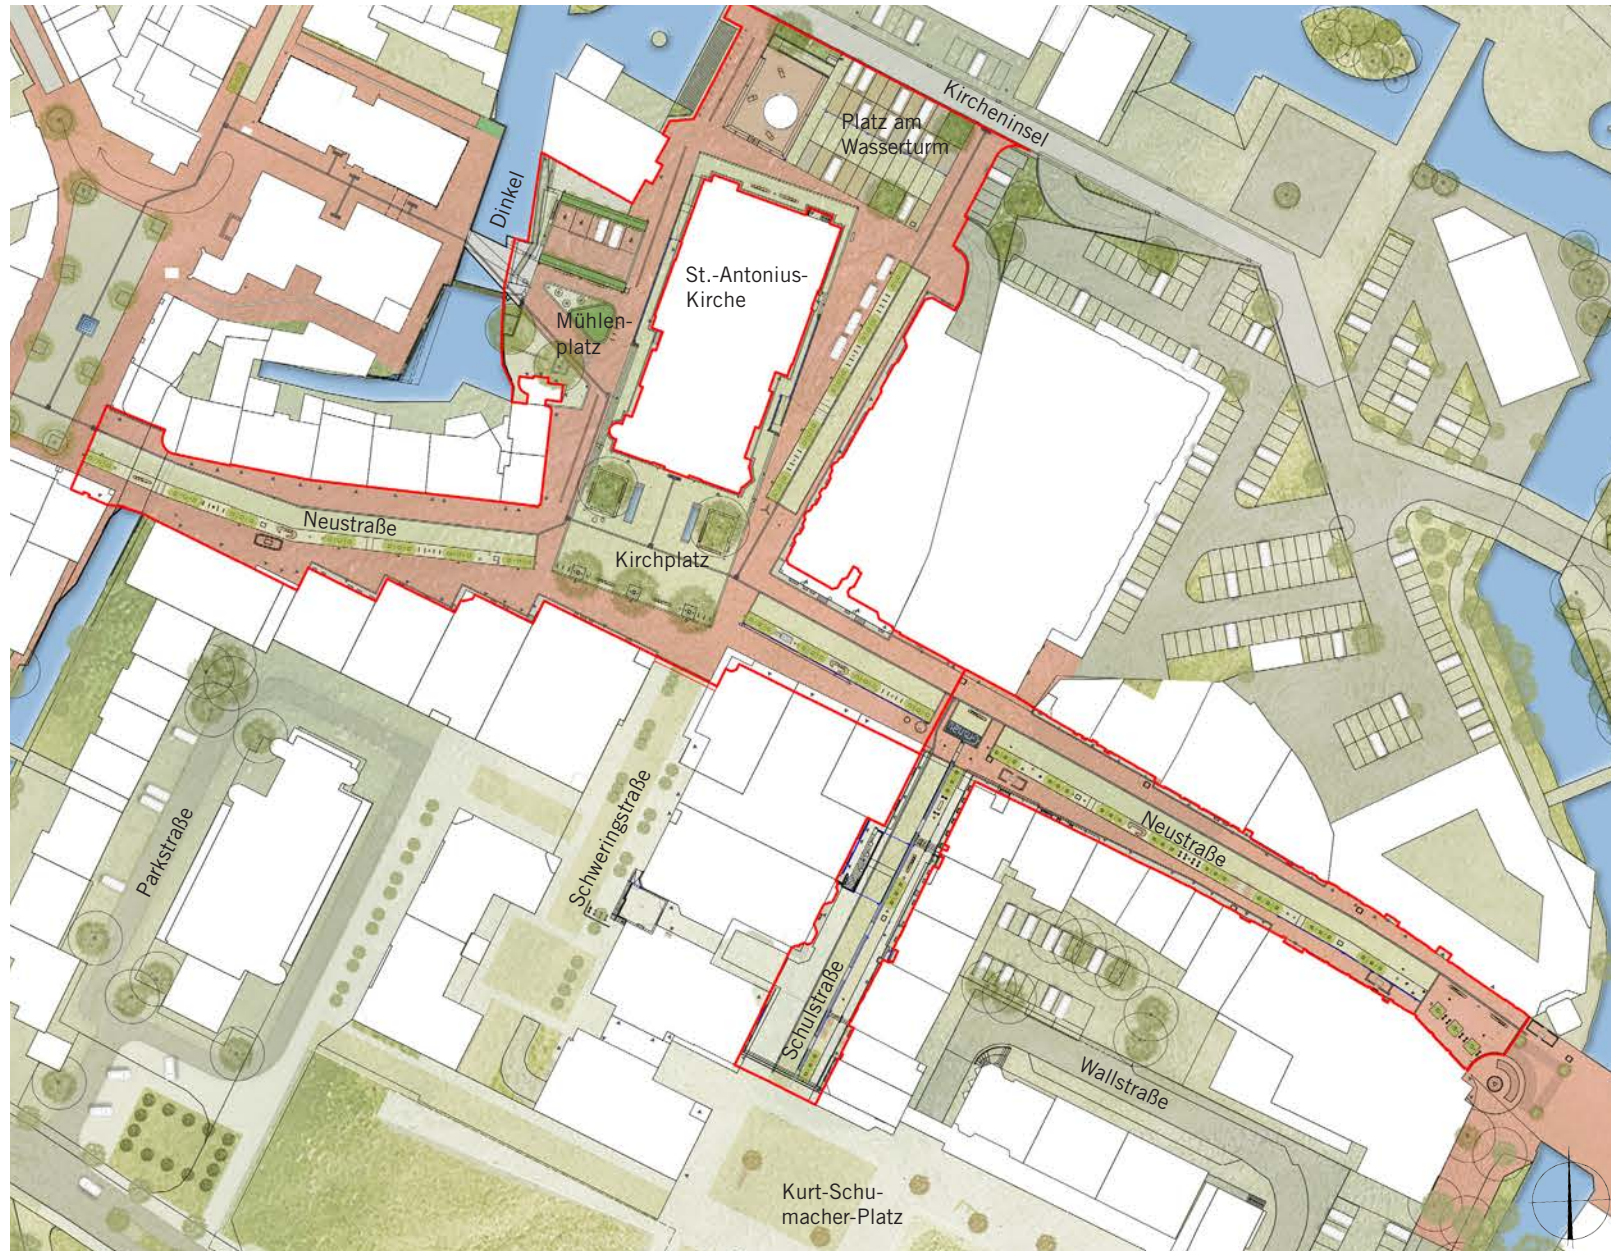 Kircheninsel
Platz am
Wasserturm
Dinkel
St.-Antonius-
Kirche
Mühlen-
platz
Neustraße
Kirchplatz
Neustraße
Parkstraße
Schweringstraße
Schulstraße
Wallstraße
Kurt-Schu-
macher-Platz